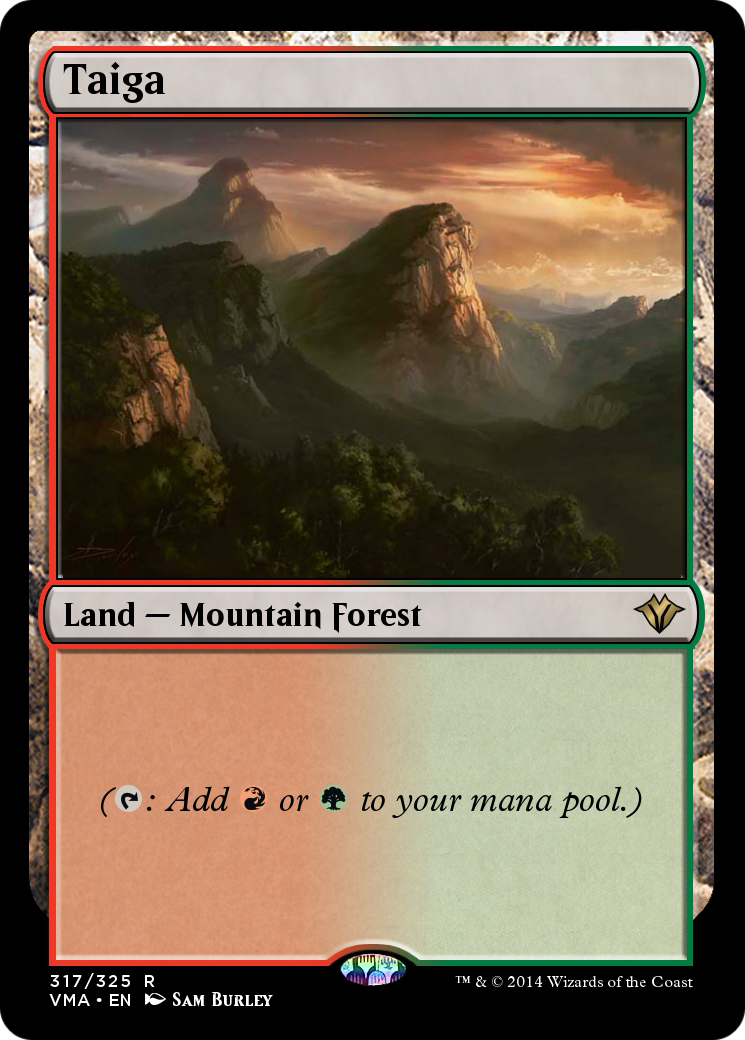 Taiga
Land — Mountain Forest
(: Add or to your mana pool.)
317/325 R
™ & © 2014 Wizards of the Coast
VMA • EN Sam Burley